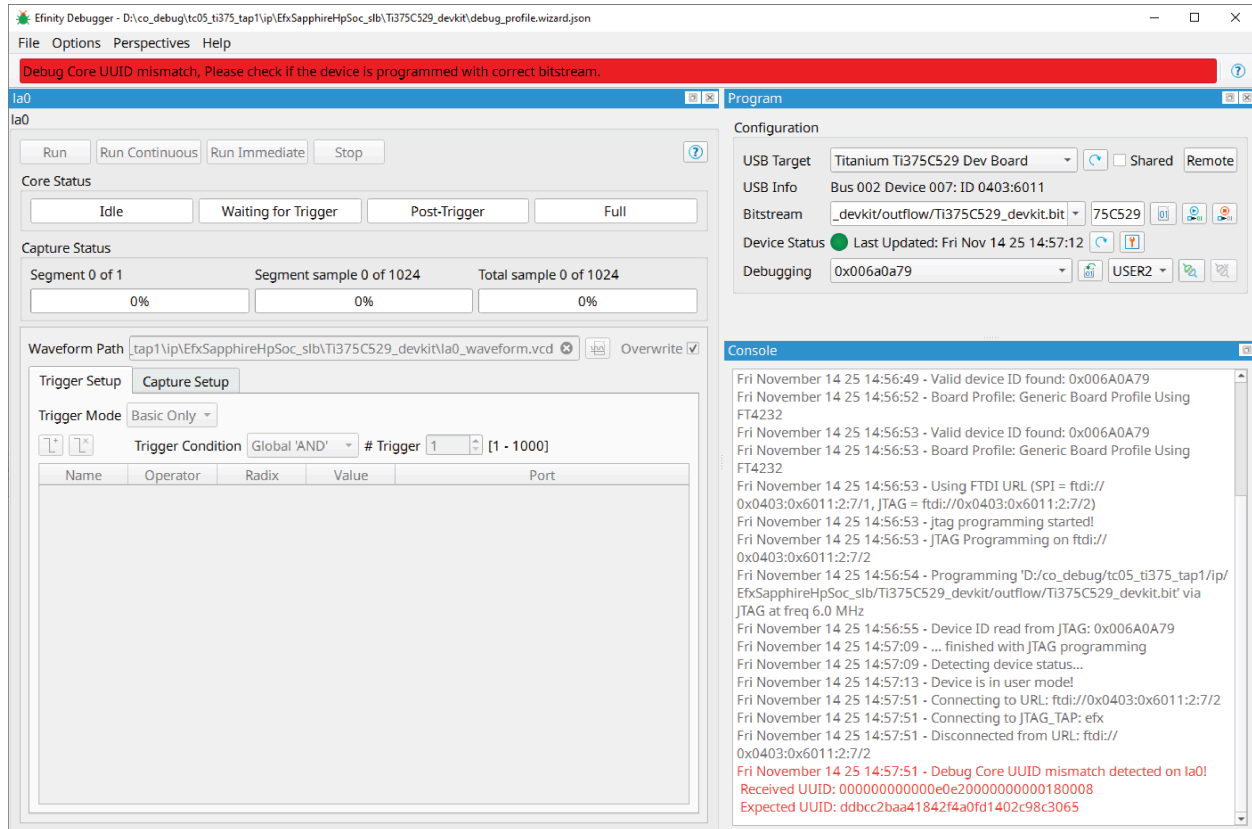 Efinity Debugger - D:\co_debug\tc05_ti375_tap1\ip\EfxSapphireHpSoc_slb\Ti375C529_devkit\debug_profile.wizard.json
File Options Perspectives Help
Debug Core UUID mismatch, Please check if the device is programmed with correct bitstream.
la0
la0
Run Run Continuous Run Immediate Stop
Core Status
Idle Waiting for Trigger Post-Trigger Full
Capture Status
Segment 0 of 1 Segment sample 0 of 1024 Total sample 0 of 1024
0% 0% 0%
Waveform Path _tap1\ip\EfxSapphireHpSoc_slb\Ti375C529_devkit\la0_waveform.vcd Overwrite
Trigger Setup Capture Setup
Trigger Mode Basic Only
Trigger Condition Global 'AND' # Trigger 1 [1 - 1000]
Name Operator Radix Value Port
Program
Configuration
USB Target Titanium Ti375C529 Dev Board Shared Remote
USB Info Bus 002 Device 007: ID 0403:6011
Bitstream _devkit/outflow/Ti375C529_devkit.bit 75C529
Device Status Last Updated: Fri Nov 14 25 14:57:12
Debugging 0x006a0a79 USER2
Console
Fri November 14 25 14:56:49 - Valid device ID found: 0x006A0A79
Fri November 14 25 14:56:52 - Board Profile: Generic Board Profile Using
FT4232
Fri November 14 25 14:56:53 - Valid device ID found: 0x006A0A79
Fri November 14 25 14:56:53 - Board Profile: Generic Board Profile Using
FT4232
Fri November 14 25 14:56:53 - Using FTDI URL (SPI = ftdi://
0x0403:0x6011:2:7/1, JTAG = ftdi://0x0403:0x6011:2:7/2)
Fri November 14 25 14:56:53 - jtag programming started!
Fri November 14 25 14:56:53 - JTAG Programming on ftdi://
0x0403:0x6011:2:7/2
Fri November 14 25 14:56:54 - Programming 'D:/co_debug/tc05_ti375_tap1/ip/
EfxSapphireHpSoc_slb/Ti375C529_devkit/outflow/Ti375C529_devkit.bit' via
JTAG at freq 6.0 MHz
Fri November 14 25 14:56:55 - Device ID read from JTAG: 0x006A0A79
Fri November 14 25 14:57:09 - ... finished with JTAG programming
Fri November 14 25 14:57:09 - Detecting device status...
Fri November 14 25 14:57:13 - Device is in user mode!
Fri November 14 25 14:57:51 - Connecting to URL: ftdi://0x0403:0x6011:2:7/2
Fri November 14 25 14:57:51 - Connecting to JTAG_TAP: efx
Fri November 14 25 14:57:51 - Disconnected from URL: ftdi://
0x0403:0x6011:2:7/2
Fri November 14 25 14:57:51 - Debug Core UUID mismatch detected on la0!
Received UUID: 000000000000e0e20000000000180008
Expected UUID: ddbcc2baa41842f4a0fd1402c98c3065